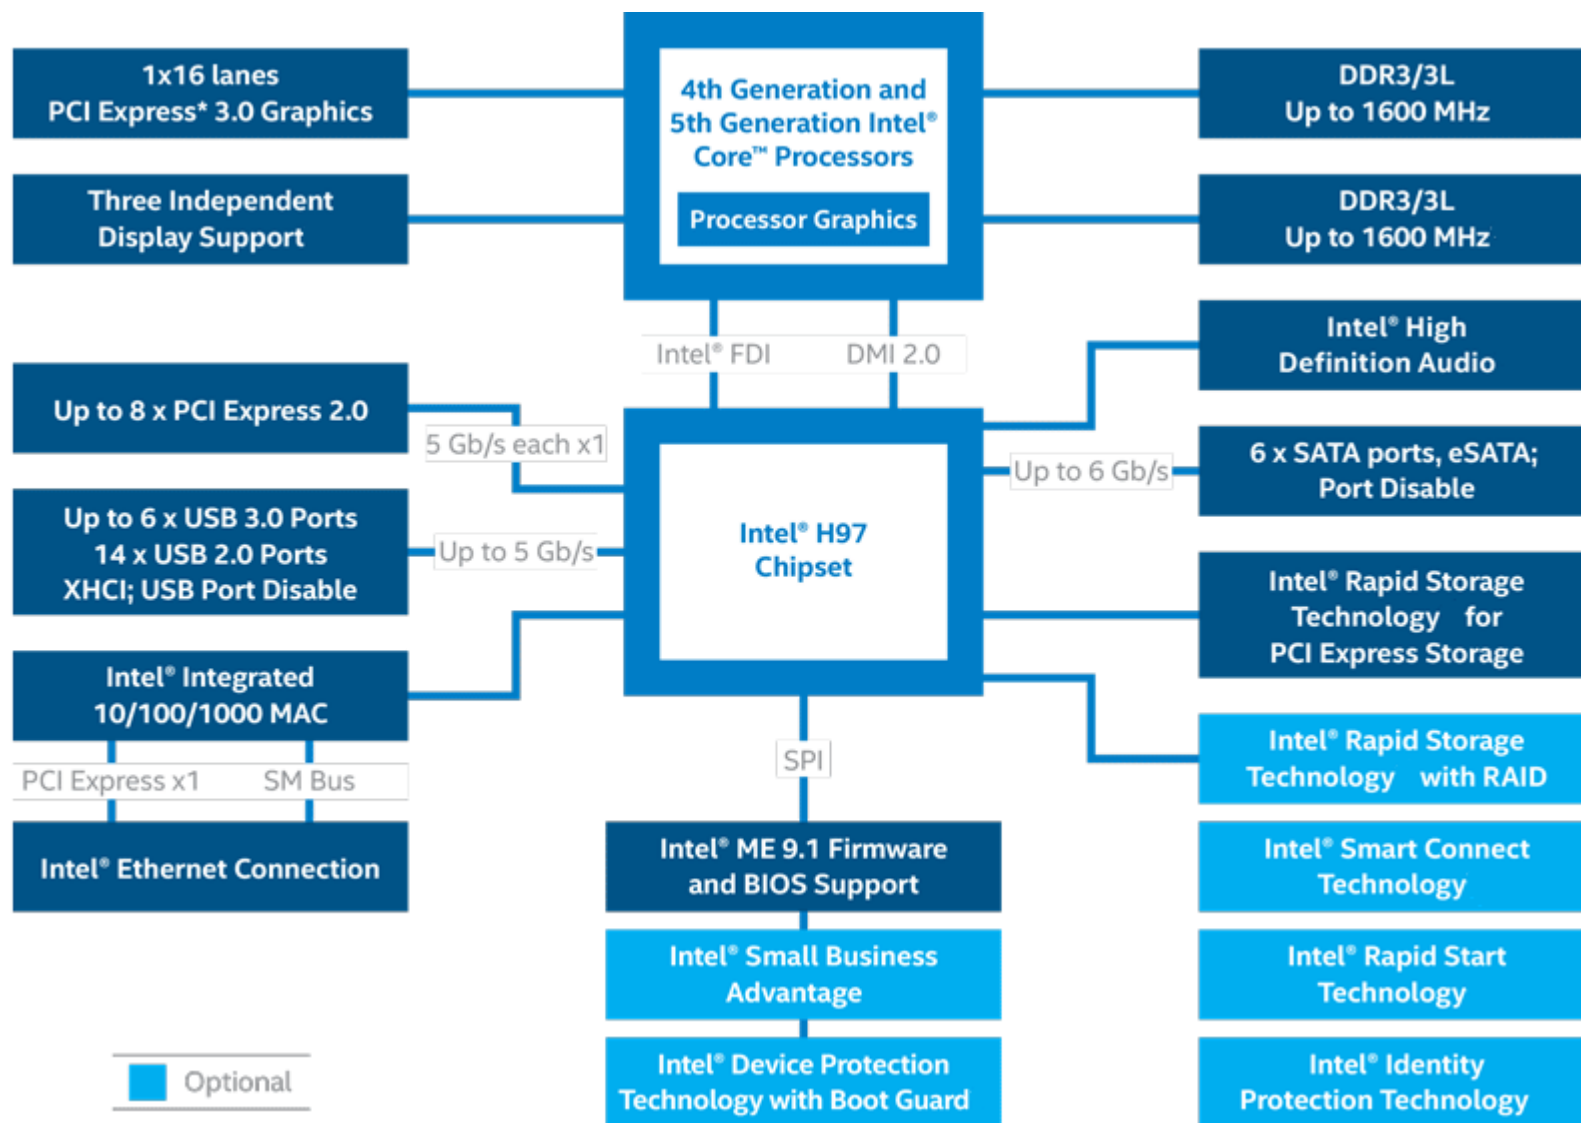 1x16 lanes
PCI Express* 3.0 Graphics
Three Independent
Display Support
4th Generation and
5th Generation Intel®
Core™ Processors
Processor Graphics
DDR3/3L
Up to 1600 MHz
DDR3/3L
Up to 1600 MHz
Intel® FDI
DMI 2.0
Intel® High
Definition Audio
Up to 8 x PCI Express 2.0
5 Gb/s each x1
Up to 6 Gb/s
6 x SATA ports, eSATA;
Port Disable
Up to 6 x USB 3.0 Ports
14 x USB 2.0 Ports
XHCI; USB Port Disable
Up to 5 Gb/s
Intel® H97
Chipset
Intel® Rapid Storage
Technology for
PCI Express Storage
Intel® Integrated
10/100/1000 MAC
PCI Express x1
SM Bus
Intel® Ethernet Connection
SPI
Intel® Rapid Storage
Technology with RAID
Intel® ME 9.1 Firmware
and BIOS Support
Intel® Smart Connect
Technology
Intel® Small Business
Advantage
Intel® Rapid Start
Technology
Intel® Device Protection
Technology with Boot Guard
Intel® Identity
Protection Technology
Optional